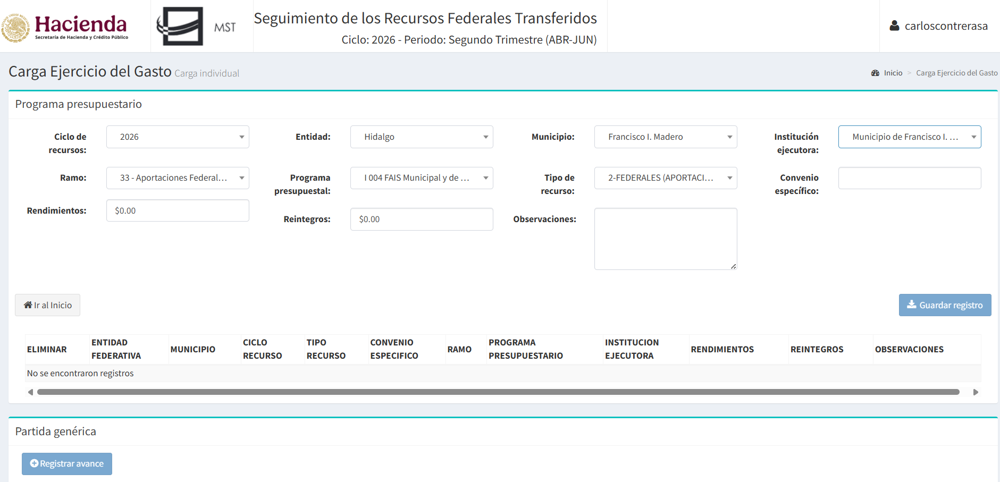 Hacienda
Secretaría de Hacienda y Crédito Público
MST
Seguimiento de los Recursos Federales Transferidos
Ciclo: 2026 - Periodo: Segundo Trimestre (ABR-JUN)
carloscontrerasa
Carga Ejercicio del Gasto Carga individual
Inicio > Carga Ejercicio del Gasto
Programa presupuestario
Ciclo de
recursos:
2026
Entidad:
Hidalgo
Municipio:
Francisco I. Madero
Institución
ejecutora:
Municipio de Francisco I. ...
Ramo:
33 - Aportaciones Federal...
Programa
presupuestal:
I 004 FAIS Municipal y de ...
Tipo de
recurso:
2-FEDERALES (APORTACI...
Convenio
específico:
Rendimientos:
$0.00
Reintegros:
$0.00
Observaciones:
Ir al Inicio
Guardar registro
ELIMINAR
ENTIDAD
FEDERATIVA
MUNICIPIO
CICLO
RECURSO
TIPO
RECURSO
CONVENIO
ESPECIFICO
RAMO
PROGRAMA
PRESUPUESTARIO
INSTITUCION
EJECUTORA
RENDIMIENTOS
REINTEGROS
OBSERVACIONES
No se encontraron registros
Partida genérica
Registrar avance